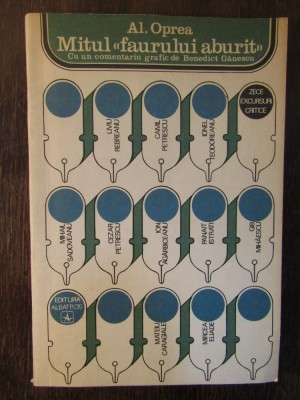 Al. Oprea
Mitul «faurului aburit»
Cu un comentariu grafic de Benedict Gănescu
ZECE
EXCURSURI
CRITICE
LIVIU
REBREANU
CAMIL
PETRESCU
IONEL
TEODOREANU
MIHAIL
SADOVEANU
CEZAR
PETRESCU
ION
AGÂRBICEANU
PANAIT
ISTRATI
GIB
MIHĂESCU
EDITURA
ALBATROS
MATEIU
CARAGIALE
MIRCEA
ELIADE